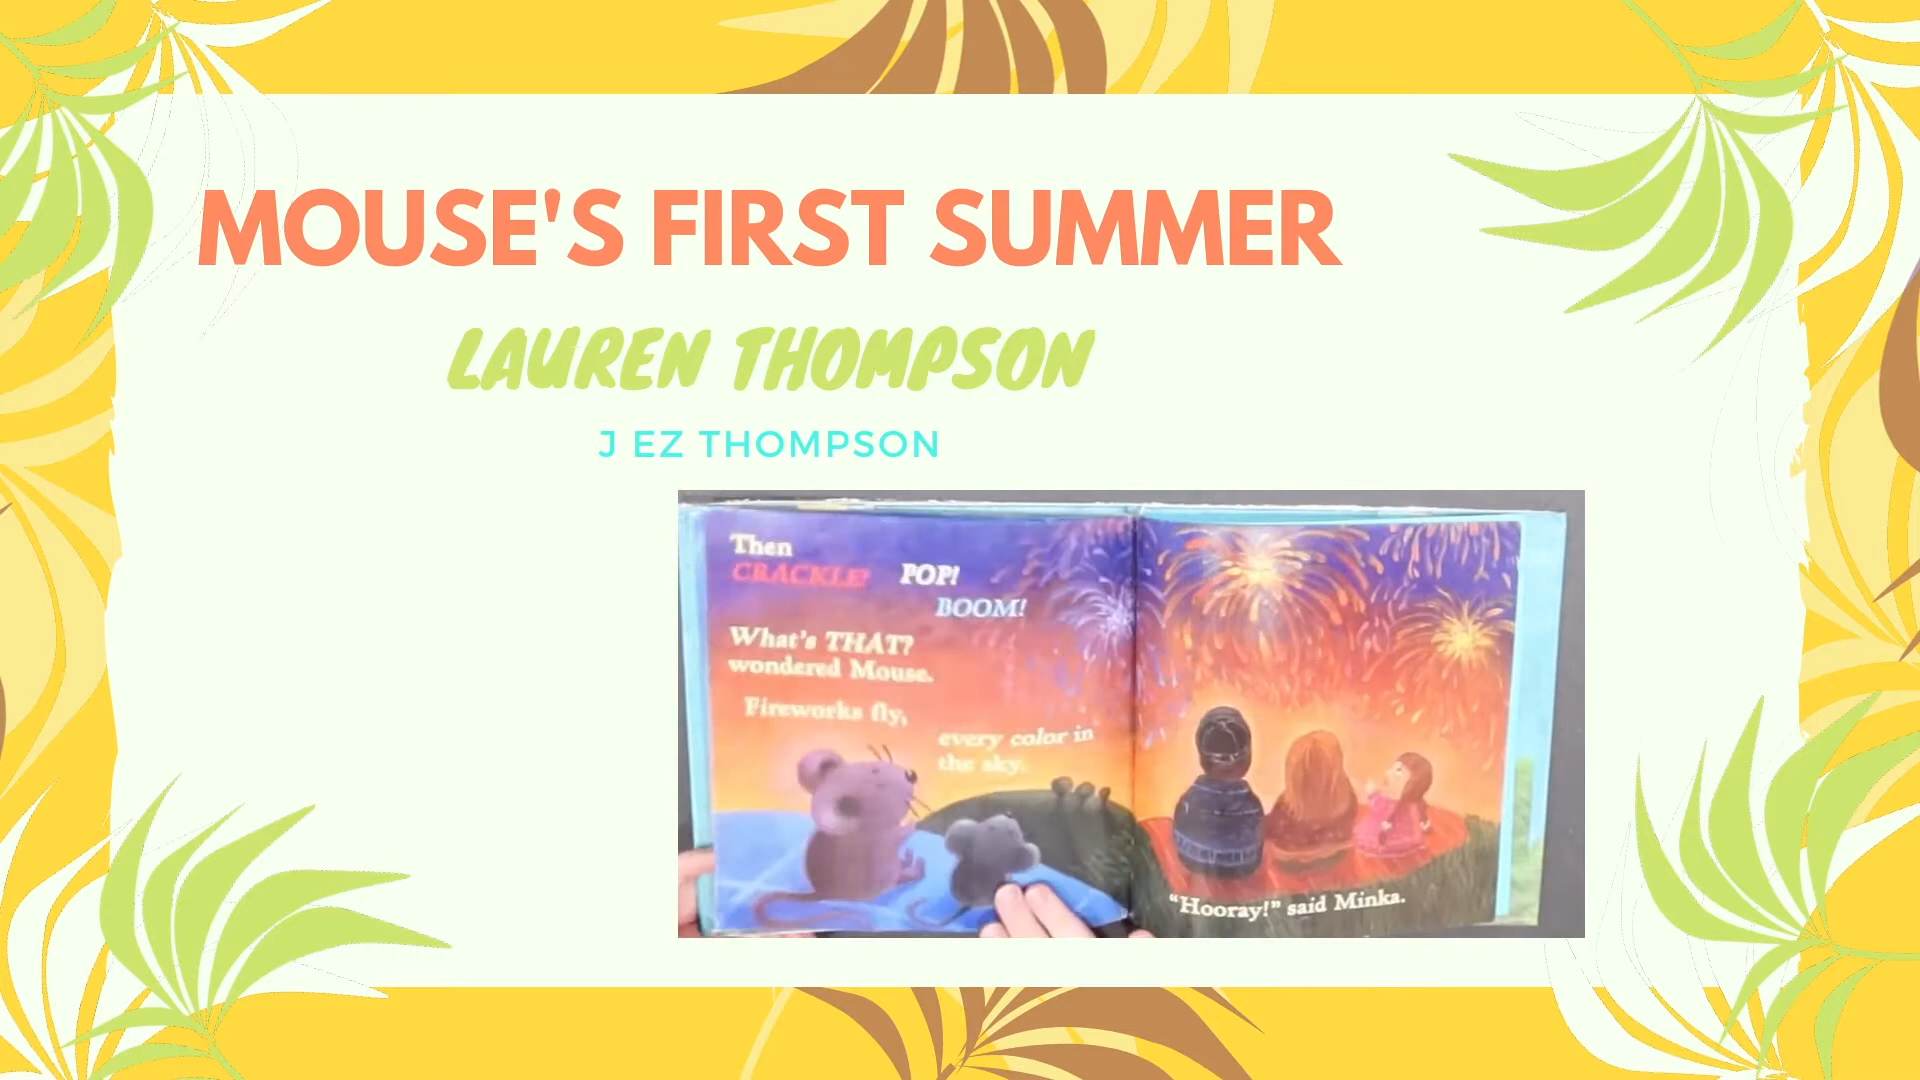 MOUSE'S FIRST SUMMER
LAUREN THOMPSON
J EZ THOMPSON
Then
CRACKLE! POP!
BOOM!
What's THAT?
wondered Mouse.
Fireworks fly,
every color in
the sky.
"Hooray!" said Minka.